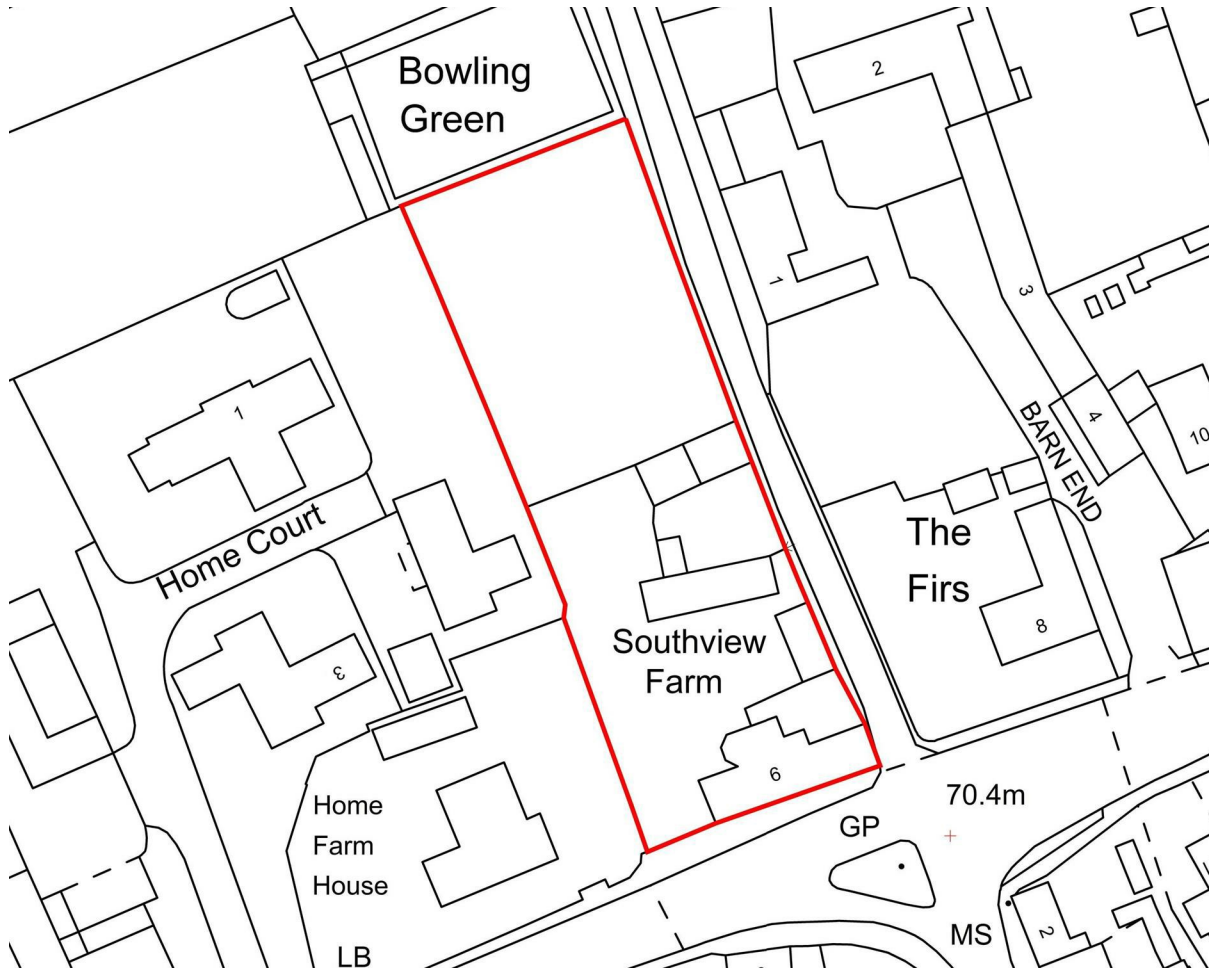 Bowling
Green
2
1
3
1
4
10
BARN END
Home Court
The
Firs
8
3
Southview
Farm
6
Home
Farm
House
70.4m
GP
MS
2
LB